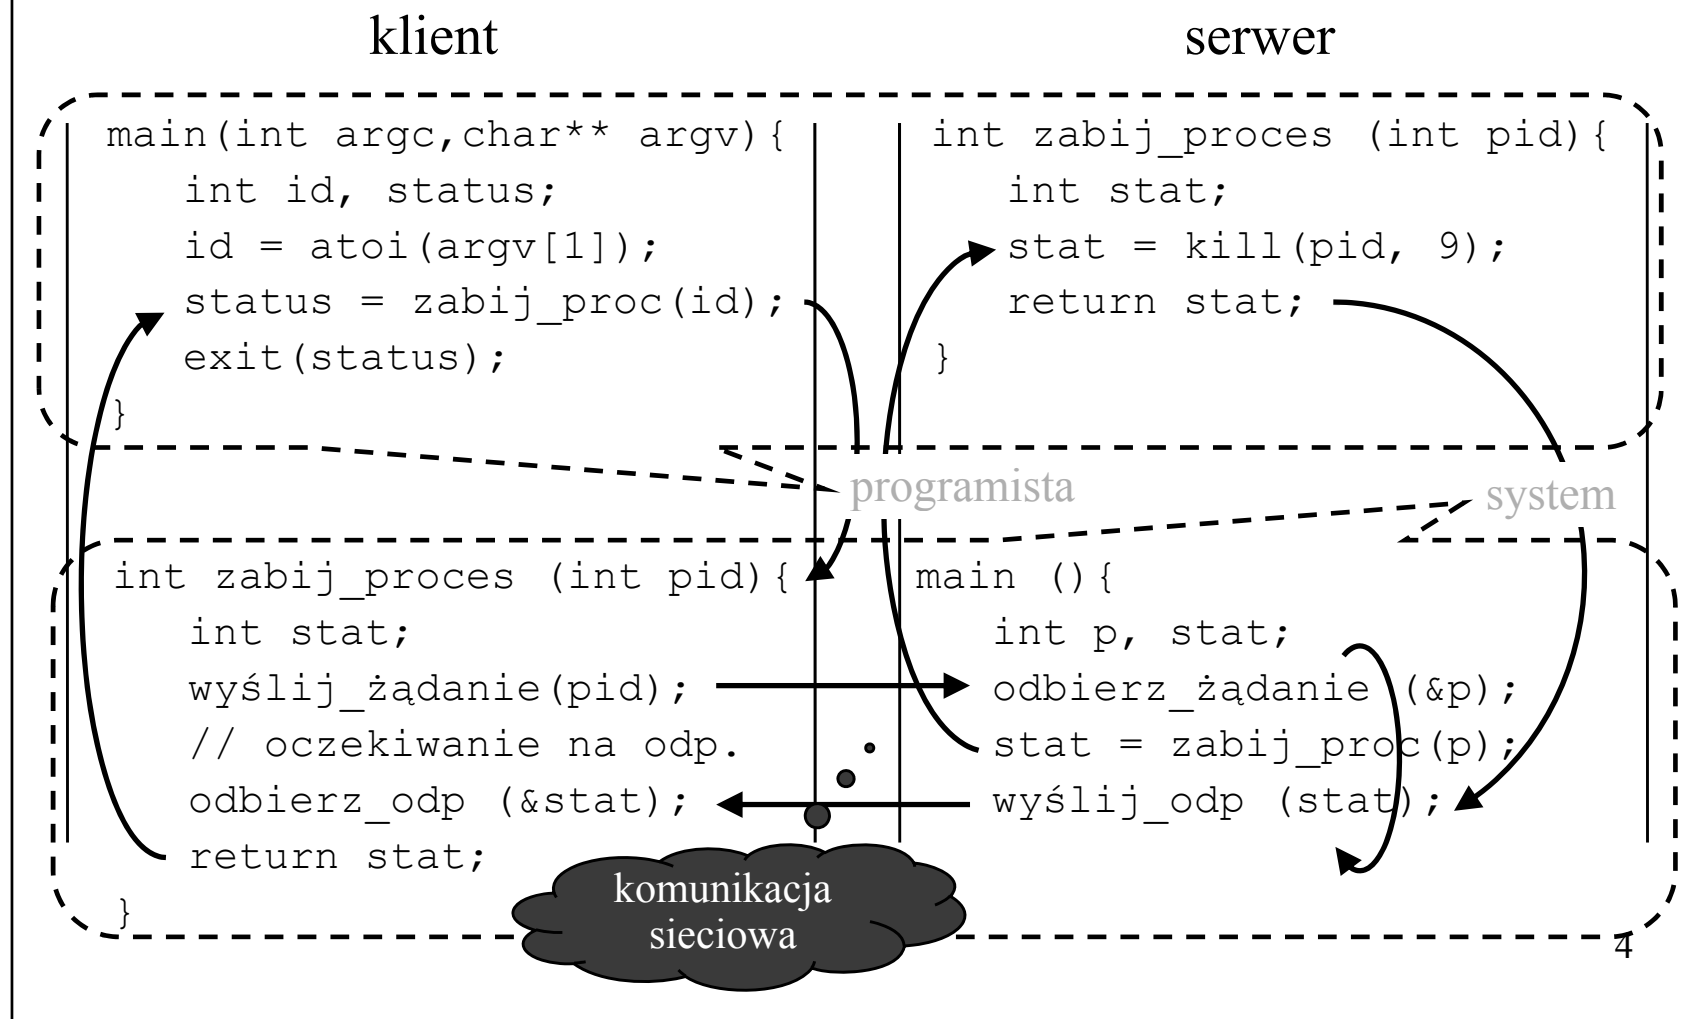 klient
main(int argc,char** argv){
int id, status;
id = atoi(argv[1]);
status = zabij_proc(id);
exit(status);
}
serwer
int zabij_proces (int pid){
int stat;
stat = kill(pid, 9);
return stat;
}
programista
system
int zabij_proces (int pid){
int stat;
wyślij_żądanie(pid);
// oczekiwanie na odp.
odbierz_odp (&stat);
return stat;
}
main (){
int p, stat;
odbierz_żądanie (&p);
stat = zabij_proc(p);
wyślij_odp (stat);
komunikacja
sieciowa
4